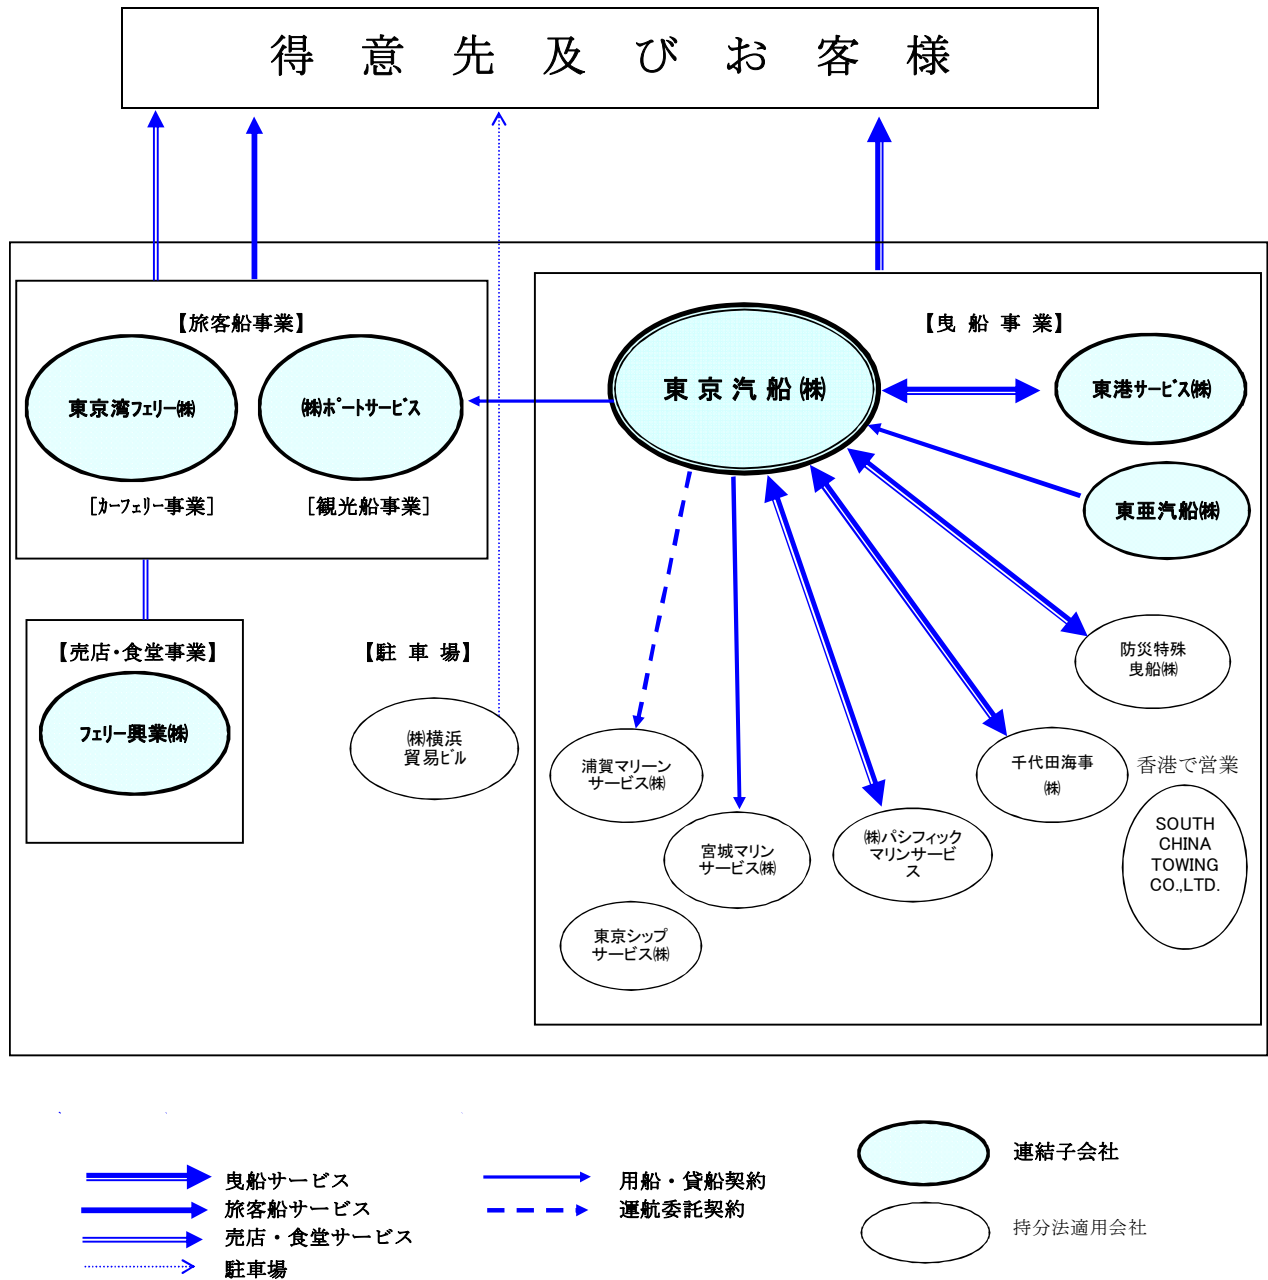 得意先及びお客様
【旅客船事業】
東京湾フェリー㈱
㈱ポートサービス
[カーフェリー事業]
[観光船事業]
【曳船事業】
東京汽船㈱
東港サービス㈱
東亜汽船㈱
防災特殊
曳船㈱
【売店・食堂事業】
フェリー興業㈱
【駐車場】
㈱横浜
貿易ビル
浦賀マリーン
サービス㈱
宮城マリン
サービス㈱
東京シップ
サービス㈱
㈱パシフィック
マリンサービ
ス
千代田海事
㈱
香港で営業
SOUTH
CHINA
TOWING
CO.,LTD.
曳船サービス
旅客船サービス
売店・食堂サービス
駐車場
用船・貸船契約
運航委託契約
連結子会社
持分法適用会社